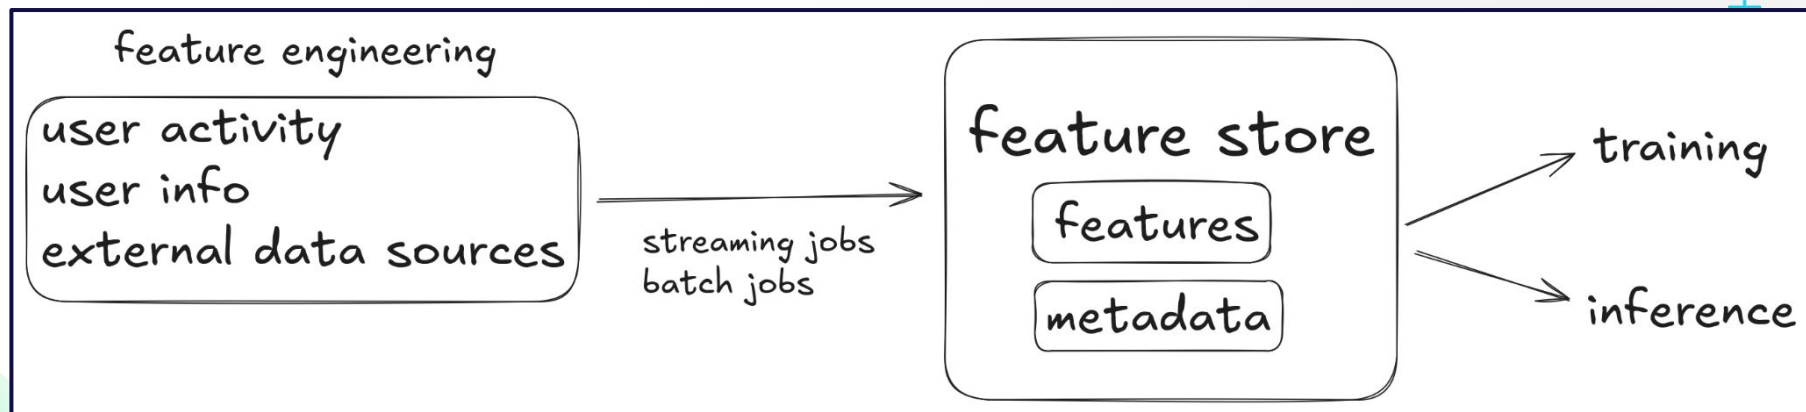 feature engineering
user activity
user info
external data sources
streaming jobs
batch jobs
feature store
features
metadata
training
inference